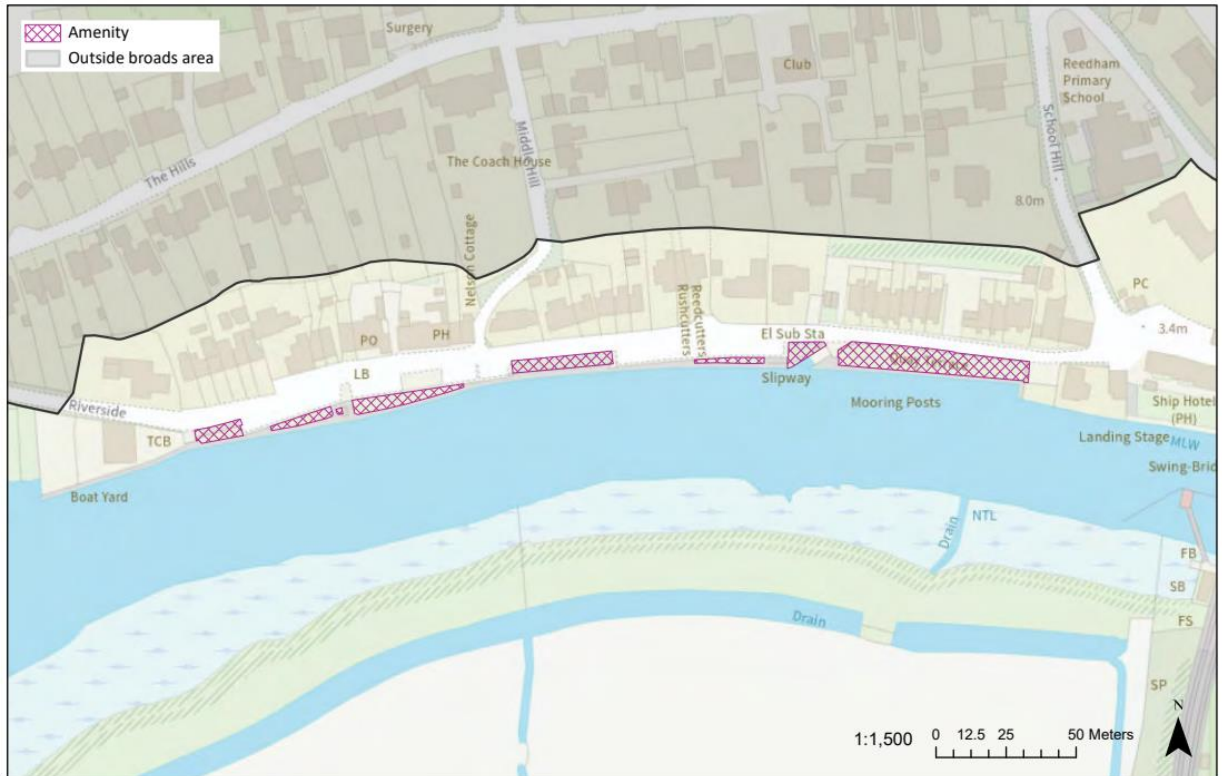 Amenity
Outside broads area
Surgery
Club
Reedham
Primary
School
School Hill
The Hills
Middle Hill
The Coach House
8.0m
Nelson Cottage
Reedcutters
Rushcutters
PC
3.4m
PO
PH
El Sub Sta
LB
Slipway
Riverside
TCB
Mooring Posts
Ship Hotel
(PH)
Landing Stage
MLW
Swing-Brid
Boat Yard
NTL
Drain
FB
SB
FS
Drain
SP
N
1:1,500
0 12.5 25 50 Meters